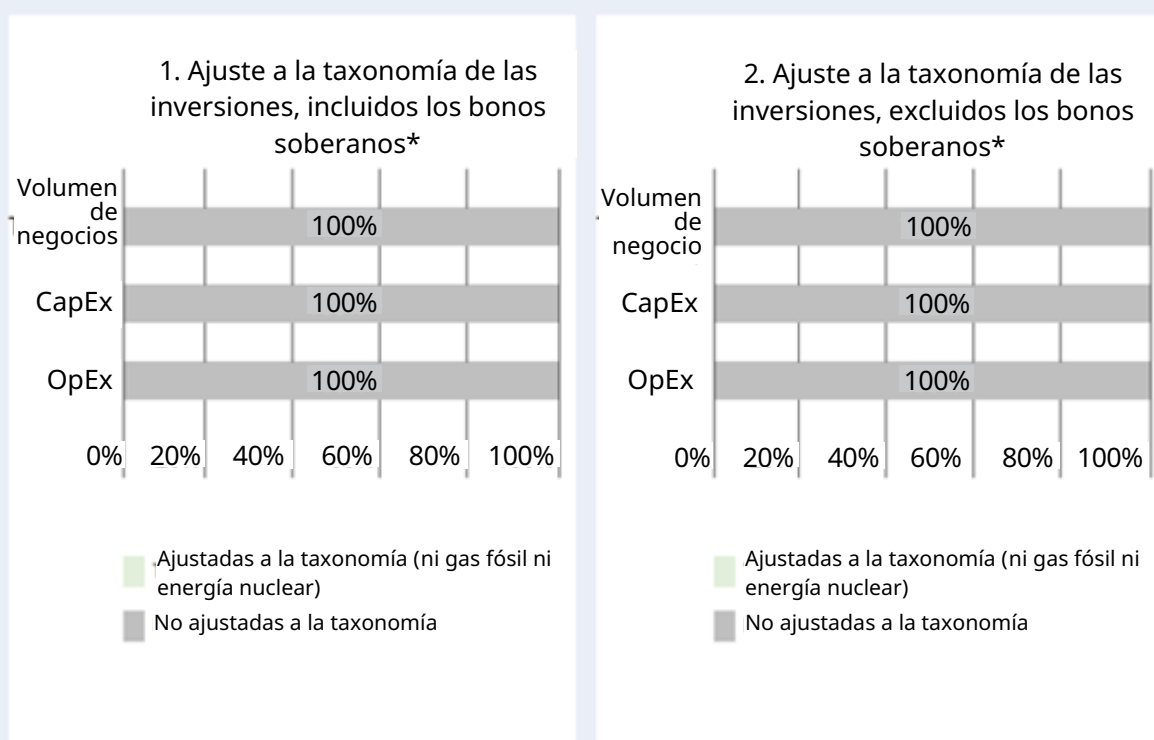 1. Ajuste a la taxonomía de las
inversiones, incluidos los bonos
soberanos*
Volumen
de
negocios
100%
CapEx
100%
OpEx
100%
0% 20% 40% 60% 80% 100%
Ajustadas a la taxonomía (ni gas fósil ni
energía nuclear)
No ajustadas a la taxonomía
2. Ajuste a la taxonomía de las
inversiones, excluidos los bonos
soberanos*
Volumen
de
negocio
100%
CapEx
100%
OpEx
100%
0% 20% 40% 60% 80% 100%
Ajustadas a la taxonomía (ni gas fósil ni
energía nuclear)
No ajustadas a la taxonomía